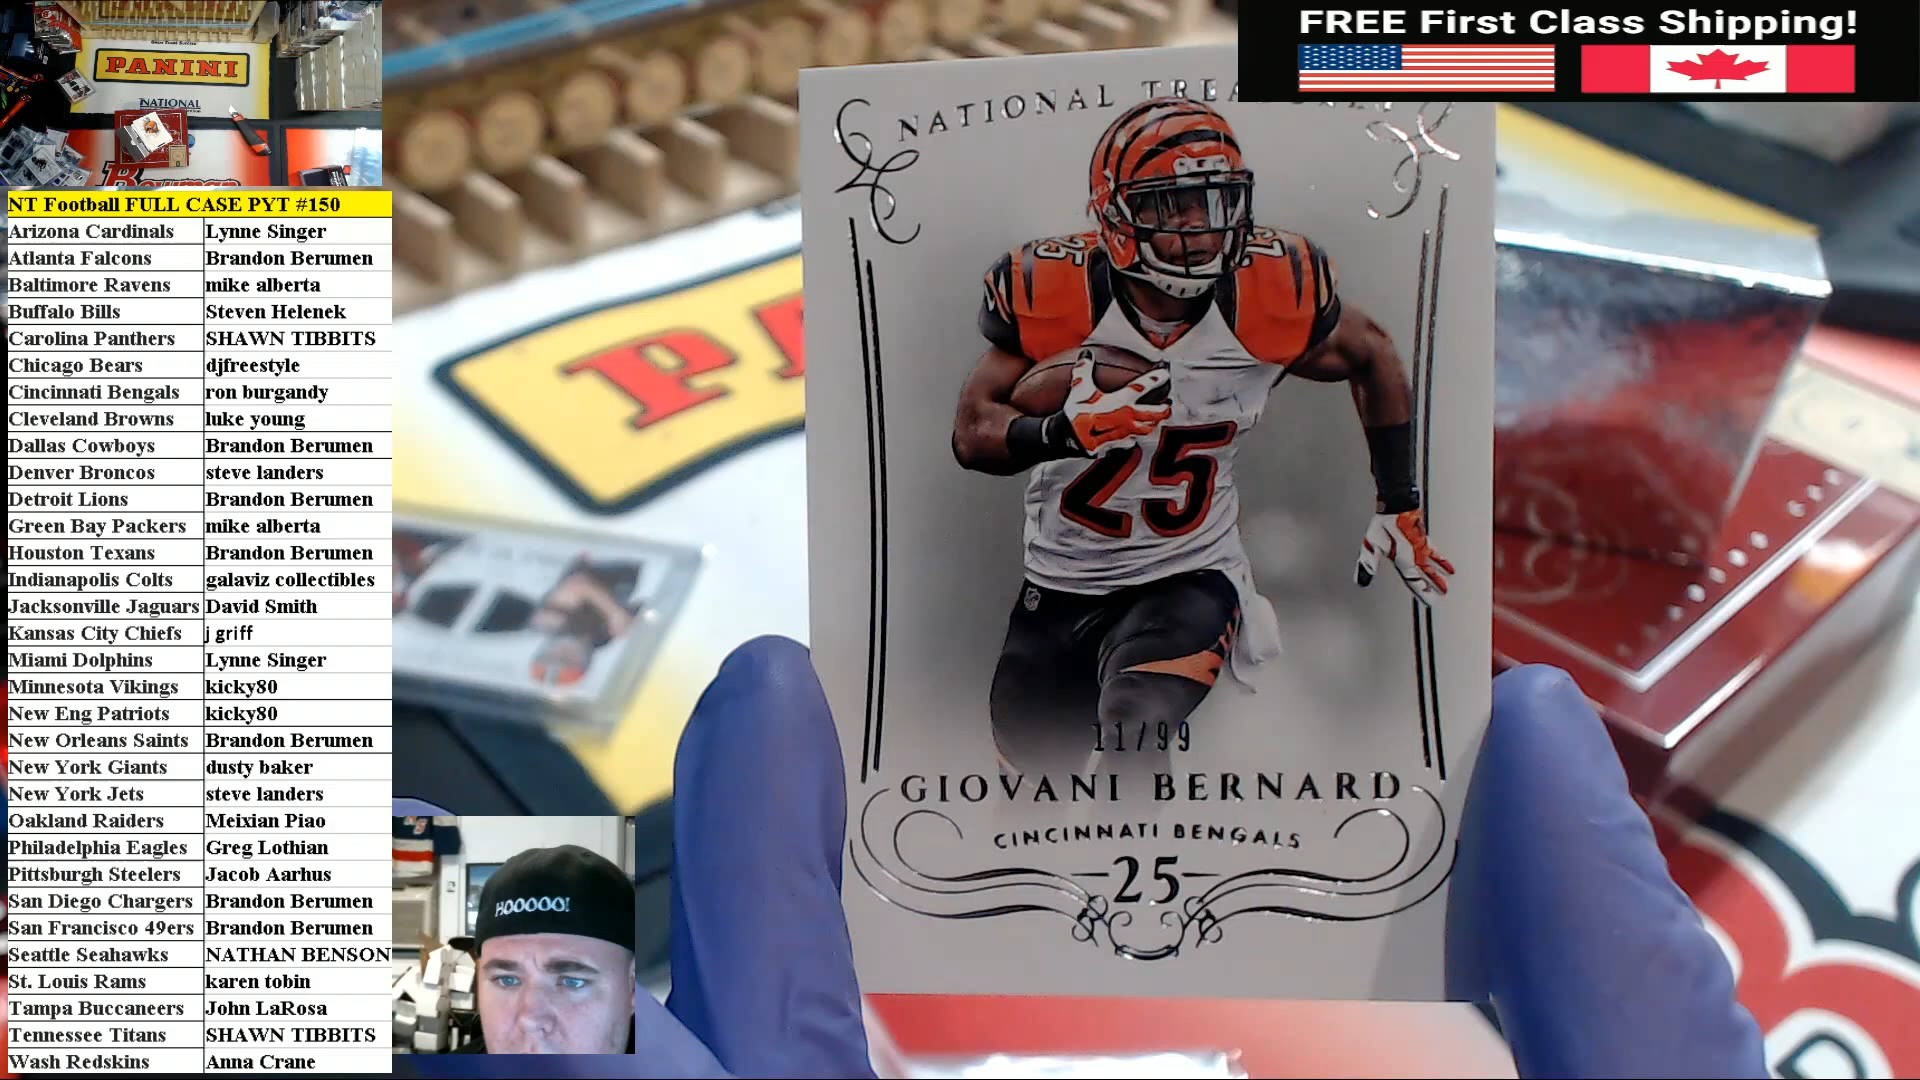 FREE First Class Shipping!
PANINI
NATIONAL
Bowman
NT Football FULL CASE PYT #150
Arizona Cardinals Lynne Singer
Atlanta Falcons Brandon Berumen
Baltimore Ravens mike alberta
Buffalo Bills Steven Helenek
Carolina Panthers SHAWN TIBBITS
Chicago Bears djfreestyle
Cincinnati Bengals ron burgandy
Cleveland Browns luke young
Dallas Cowboys Brandon Berumen
Denver Broncos steve landers
Detroit Lions Brandon Berumen
Green Bay Packers mike alberta
Houston Texans Brandon Berumen
Indianapolis Colts galaviz collectibles
Jacksonville Jaguars David Smith
Kansas City Chiefs j griff
Miami Dolphins Lynne Singer
Minnesota Vikings kicky80
New Eng Patriots kicky80
New Orleans Saints Brandon Berumen
New York Giants dusty baker
New York Jets steve landers
Oakland Raiders Meixian Piao
Philadelphia Eagles Greg Lothian
Pittsburgh Steelers Jacob Aarhus
San Diego Chargers Brandon Berumen
San Francisco 49ers Brandon Berumen
Seattle Seahawks NATHAN BENSON
St. Louis Rams karen tobin
Tampa Buccaneers John LaRosa
Tennessee Titans SHAWN TIBBITS
Wash Redskins Anna Crane
HOOOOO!
NATIONAL
25
25
25
11/99
GIOVANI BERNARD
CINCINNATI BENGALS
25